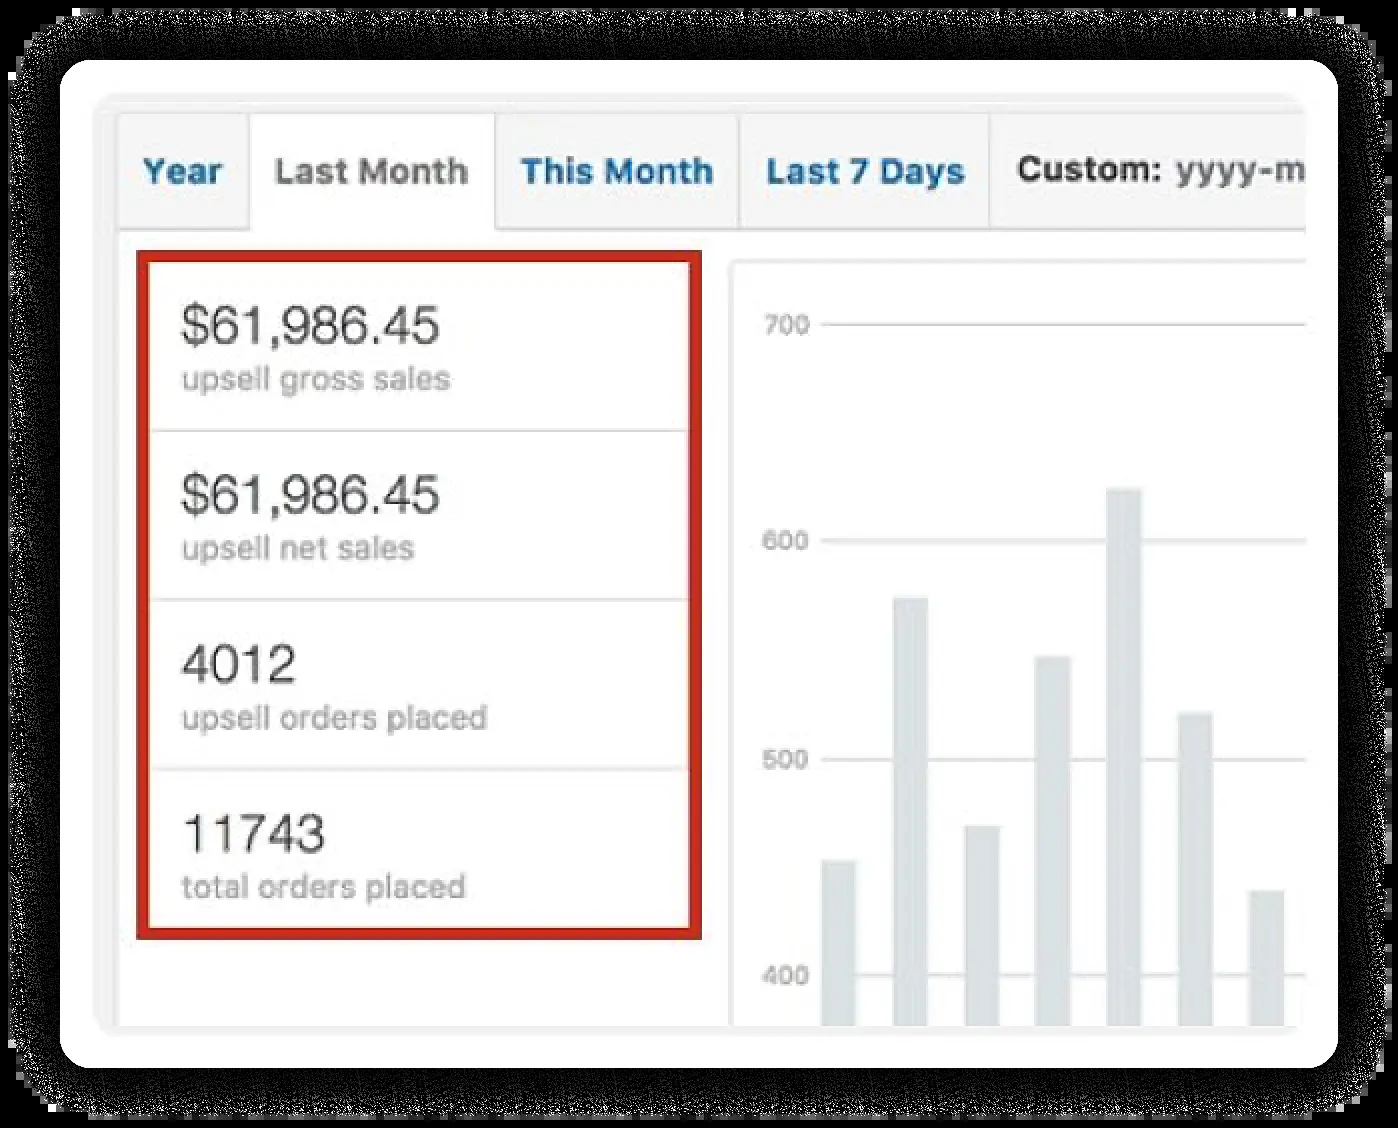 Year Last Month This Month Last 7 Days Custom: yyyy-m
$61,986.45
upsell gross sales
$61,986.45
upsell net sales
4012
upsell orders placed
11743
total orders placed
700
600
500
400